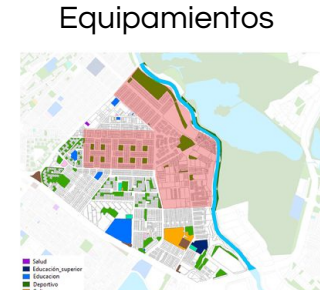 Equipamientos
Salud
Educación_superior
Educacion
Deportivo